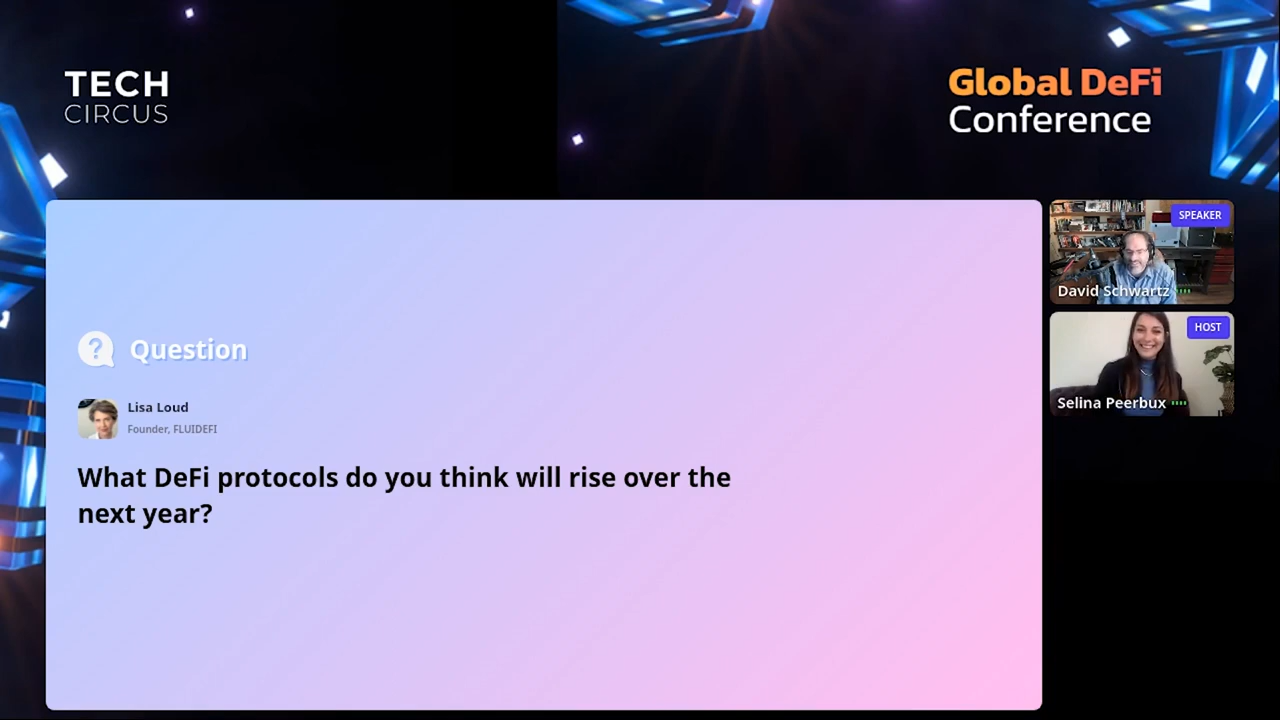 TECH
CIRCUS
Global DeFi
Conference
SPEAKER
David Schwartz
HOST
Selina Peerbux
Question
Lisa Loud
Founder, FLUIDEFI
What DeFi protocols do you think will rise over the
next year?